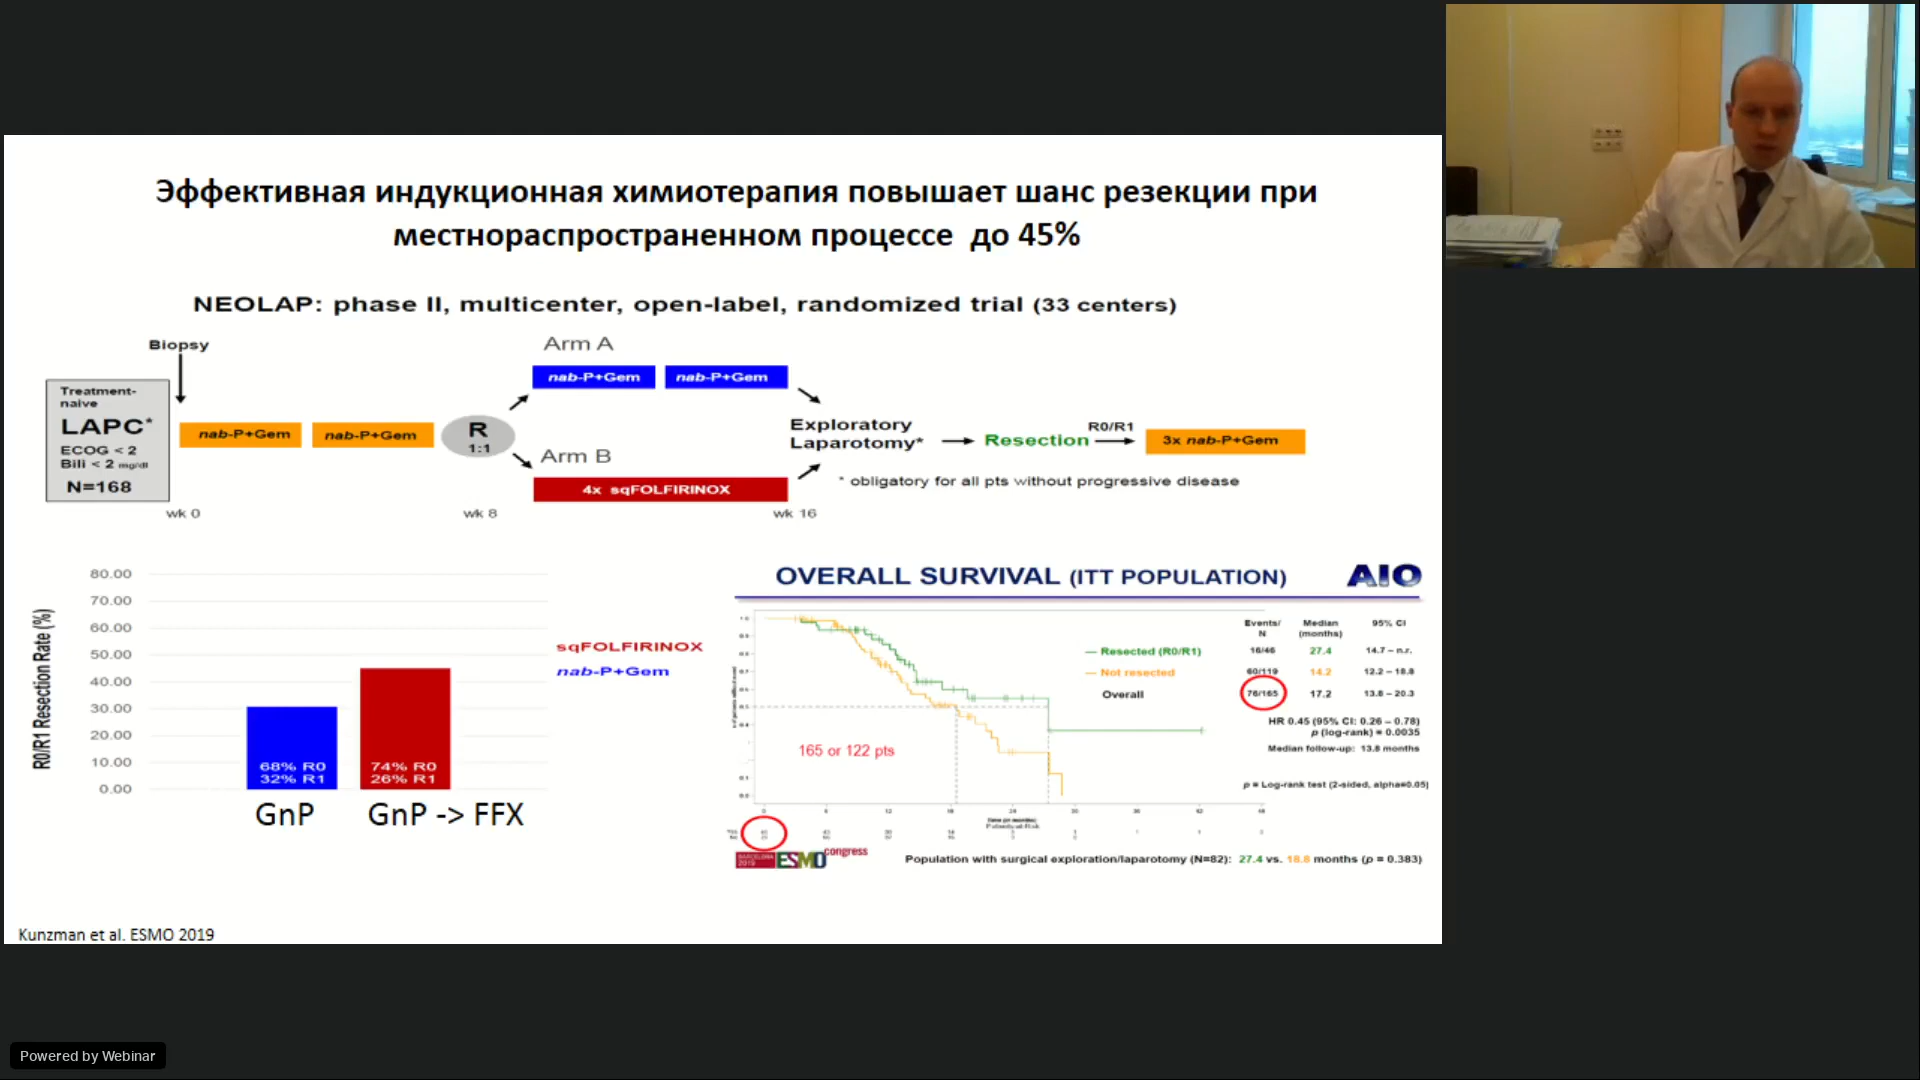 Эффективная индукционная химиотерапия повышает шанс резекции при
местнораспространенном процессе до 45%
NEOLAP: phase II, multicenter, open-label, randomized trial (33 centers)
Biopsy
Treatment-
naive
LAPC*
ECOG < 2
Bili < 2 mg/dl
N=168
nab-P+Gem
nab-P+Gem
R
1:1
Arm A
nab-P+Gem
nab-P+Gem
Arm B
4x sqFOLFIRINOX
Exploratory
Laparotomy*
Resection
R0/R1
3x nab-P+Gem
* obligatory for all pts without progressive disease
wk 0
wk 8
wk 16
R0/R1 Resection Rate (%)
80.00
70.00
60.00
50.00
40.00
30.00
20.00
10.00
0.00
68% R0
32% R1
74% R0
26% R1
GnP
GnP -> FFX
sqFOLFIRINOX
nab-P+Gem
OVERALL SURVIVAL (ITT POPULATION)
AIO
Events/ Median 95% CI
N (months)
Resected (R0/R1) 16/46 27.4 14.7 – n.r.
Not resected 60/119 14.2 12.2 – 18.8
Overall 76/165 17.2 13.8 – 20.3
HR 0.45 (95% CI: 0.26 – 0.78)
p (log-rank) = 0.0035
Median follow-up: 13.8 months
165 or 122 pts
p = Log-rank test (2-sided, alpha=0.05)
Time (in months)
Patients at Risk
BARCELONA
2019
ESMO congress
Population with surgical exploration/laparotomy (N=82): 27.4 vs. 18.8 months (p = 0.383)
Kunzman et al. ESMO 2019
Powered by Webinar